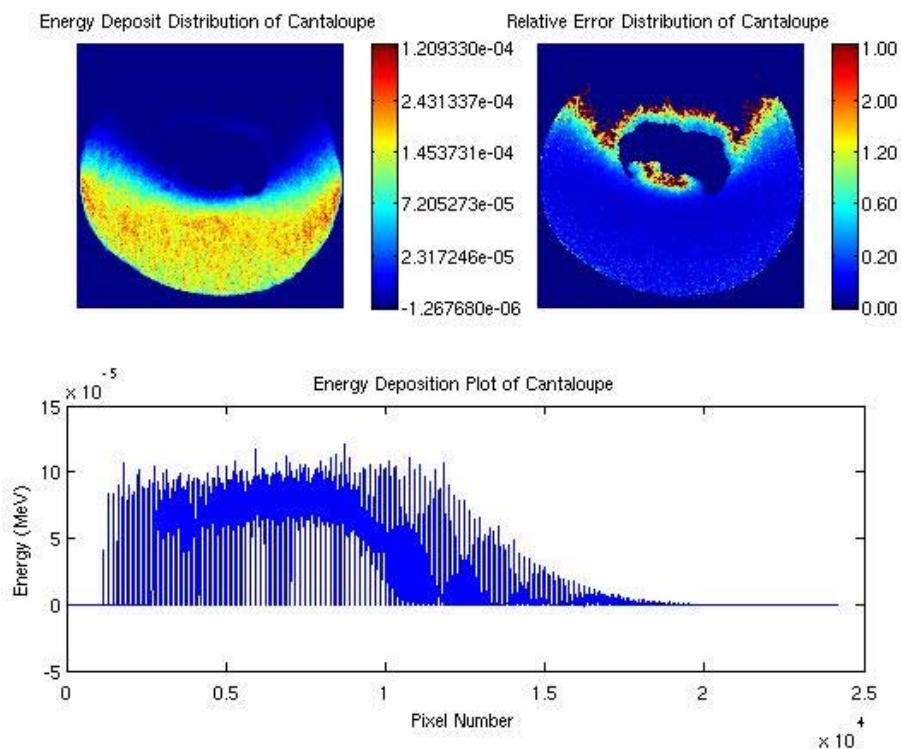 Energy Deposit Distribution of Cantaloupe
1.209330e-04
2.431337e-04
1.453731e-04
7.205273e-05
2.317246e-05
-1.267680e-06
Relative Error Distribution of Cantaloupe
1.00
2.00
1.20
0.60
0.20
0.00
Energy Deposition Plot of Cantaloupe
x 10
-5
15
10
5
0
-5
Energy (MeV)
0
0.5
1
1.5
2
2.5
Pixel Number
x 10
4